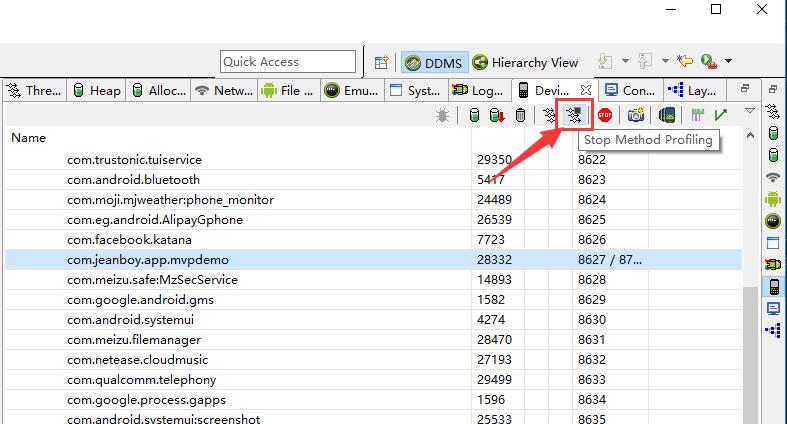 Quick Access DDMS Hierarchy View
Thre... Heap Alloc... Netw... File ... Emu... Syst... Log... Devi... Con... Lay...
STOP
Name
Stop Method Profiling
com.trustonic.tuiservice 29350 8622
com.android.bluetooth 5417 8623
com.moji.mjweather:phone_monitor 24489 8624
com.eg.android.AlipayGphone 26539 8625
com.facebook.katana 7723 8626
com.jeanboy.app.mvpdemo 28332 8627 / 87...
com.meizu.safe:MzSecService 14893 8628
com.google.android.gms 1582 8629
com.android.systemui 4274 8630
com.meizu.filemanager 28470 8631
com.netease.cloudmusic 27193 8632
com.qualcomm.telephony 29499 8633
com.google.process.gapps 1596 8634
com.android.systemui:screenshot 25533 8635